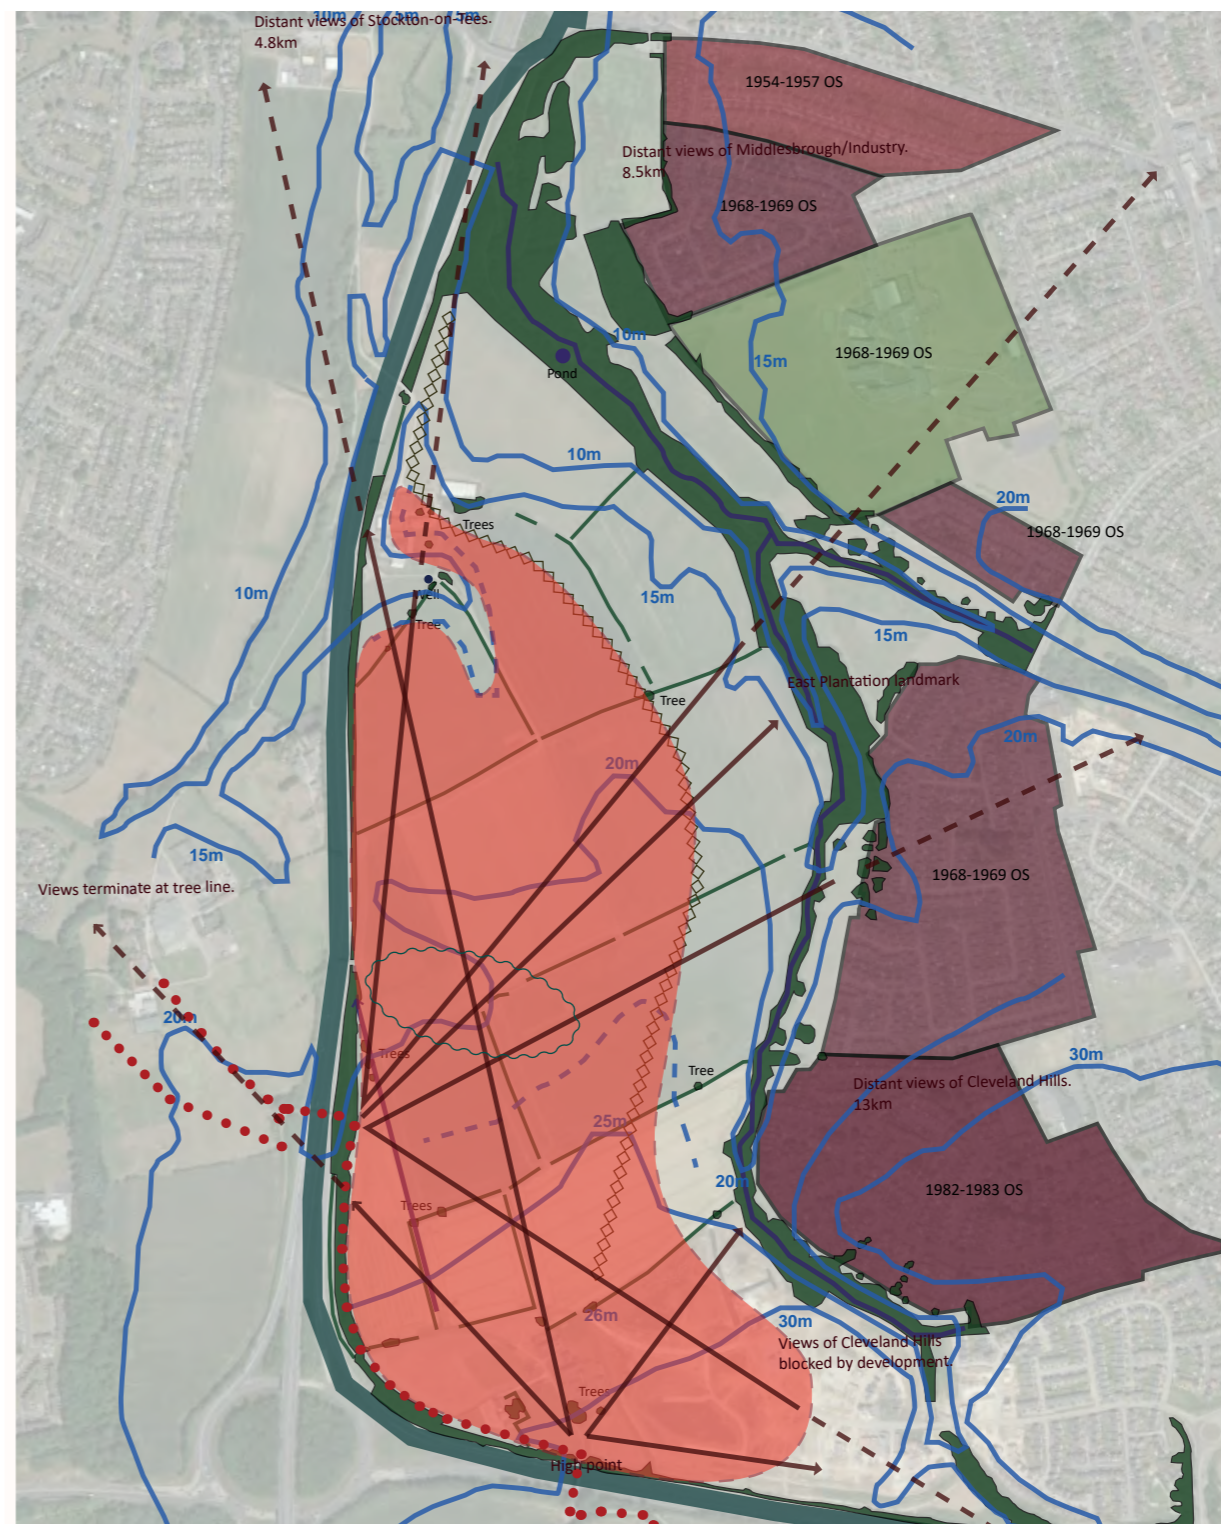 10m
5m
5m
Distant views of Stockton-on-Tees.
4.8km
1954-1957 OS
Distant views of Middlesbrough/Industry.
8.5km
1968-1969 OS
10m
15m
1968-1969 OS
Pond
10m
20m
Trees
1968-1969 OS
10m
Well
15m
Tree
15m
East Plantation landmark
Tree
20m
20m
15m
1968-1969 OS
Views terminate at tree line.
20m
Trees
30m
Tree
Distant views of Cleveland Hills.
13km
25m
20m
1982-1983 OS
Trees
26m
30m
Views of Cleveland Hills
blocked by development.
Trees
High point